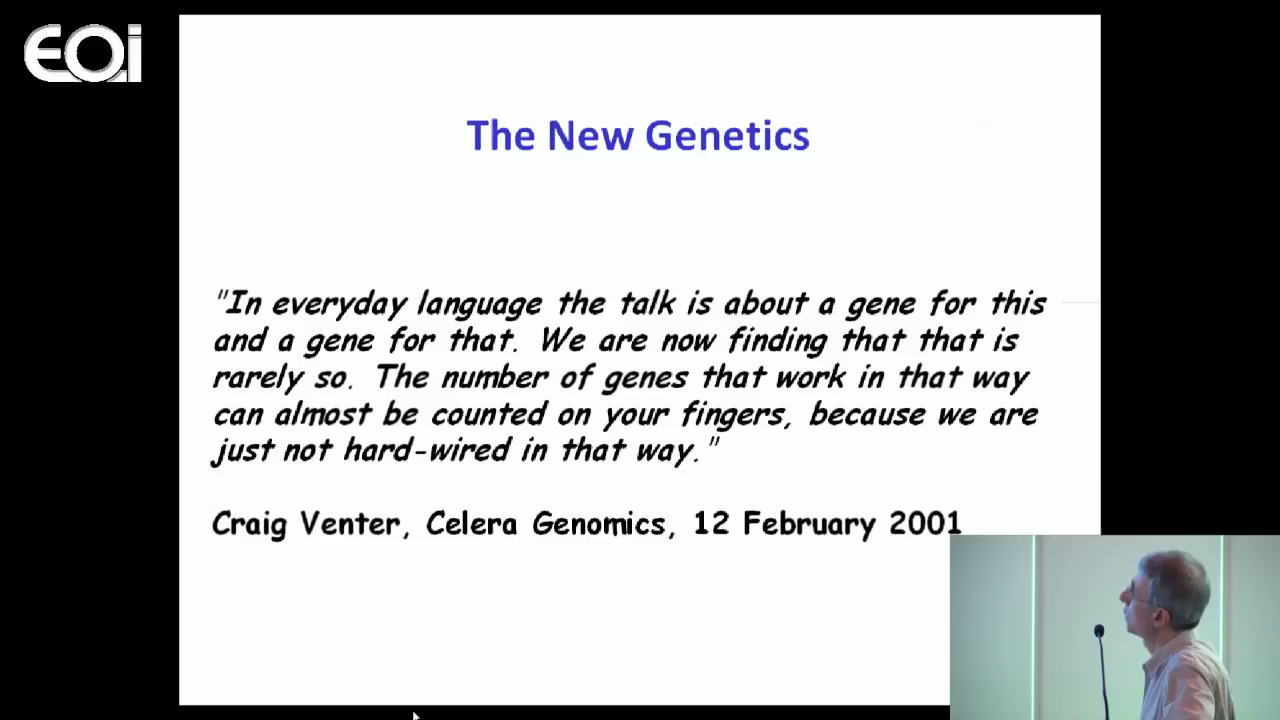 EQi
The New Genetics
"In everyday language the talk is about a gene for this
and a gene for that.  We are now finding that that is
rarely so.  The number of genes that work in that way
can almost be counted on your fingers, because we are
just not hard-wired in that way."
Craig Venter, Celera Genomics, 12 February 2001